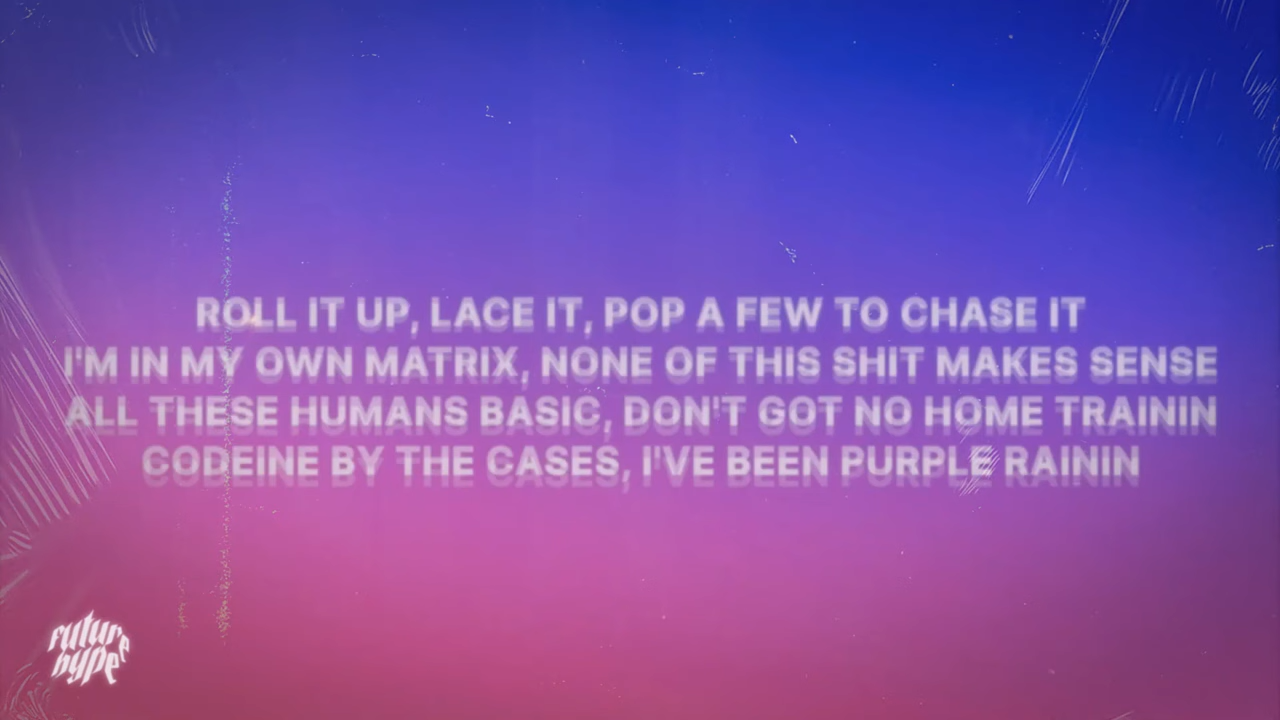 ROLL IT UP, LACE IT, POP A FEW TO CHASE IT
I'M IN MY OWN MATRIX, NONE OF THIS SHIT MAKES SENSE
ALL THESE HUMANS BASIC, DON'T GOT NO HOME TRAININ
CODEINE BY THE CASES, I'VE BEEN PURPLE RAININ
future
hype